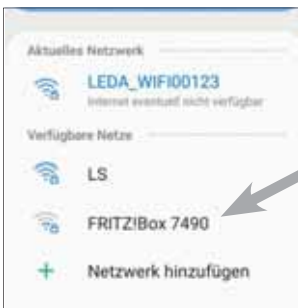 Aktuelles Netzwerk
LEDA_WIFI00123
Internet eventuell nicht verfügbar
Verfügbare Netze
LS
FRITZ!Box 7490
Netzwerk hinzufügen